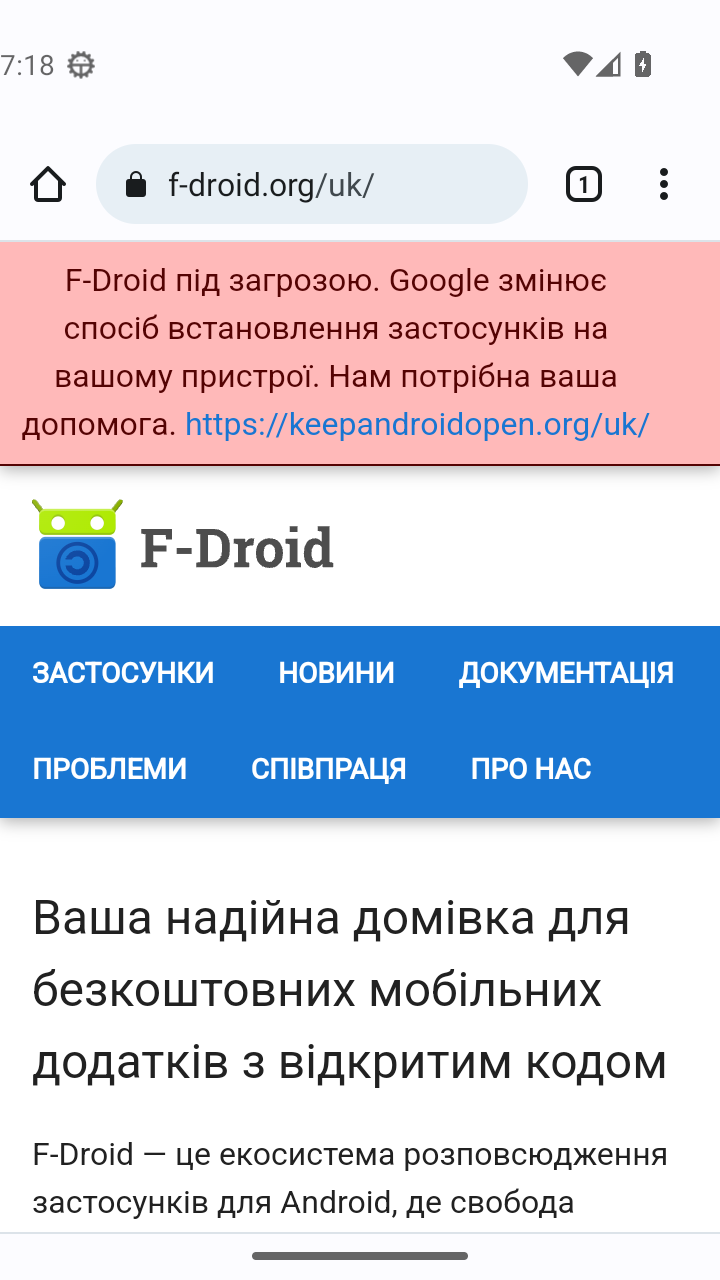 7:18
f-droid.org/uk/
1
F-Droid під загрозою. Google змінює
спосіб встановлення застосунків на
вашому пристрої. Нам потрібна ваша
допомога. https://keepandroidopen.org/uk/
F-Droid
ЗАСТОСУНКИ НОВИНИ ДОКУМЕНТАЦІЯ
ПРОБЛЕМИ СПІВПРАЦЯ ПРО НАС
Ваша надійна домівка для
безкоштовних мобільних
додатків з відкритим кодом
F-Droid — це екосистема розповсюдження
застосунків для Android, де свобода